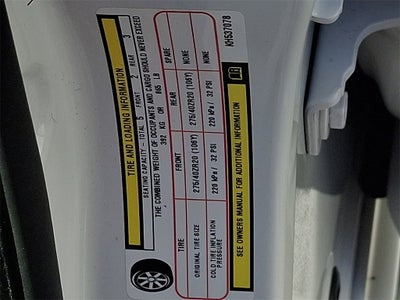 TIRE AND LOADING INFORMATION
SEATING CAPACITY - TOTAL 5 FRONT 2 REAR 3
THE COMBINED WEIGHT OF OCCUPANTS AND CARGO SHOULD NEVER EXCEED
392 KG OR 865 LB
TIRE FRONT REAR SPARE
ORIGINAL TIRE SIZE 275/40ZR20 (106Y) 275/40ZR20 (106Y) NONE
COLD TIRE INFLATION PRESSURE 220 kPa / 32 PSI 220 kPa / 32 PSI NONE
SEE OWNERS MANUAL FOR ADDITIONAL INFORMATION
KH537078